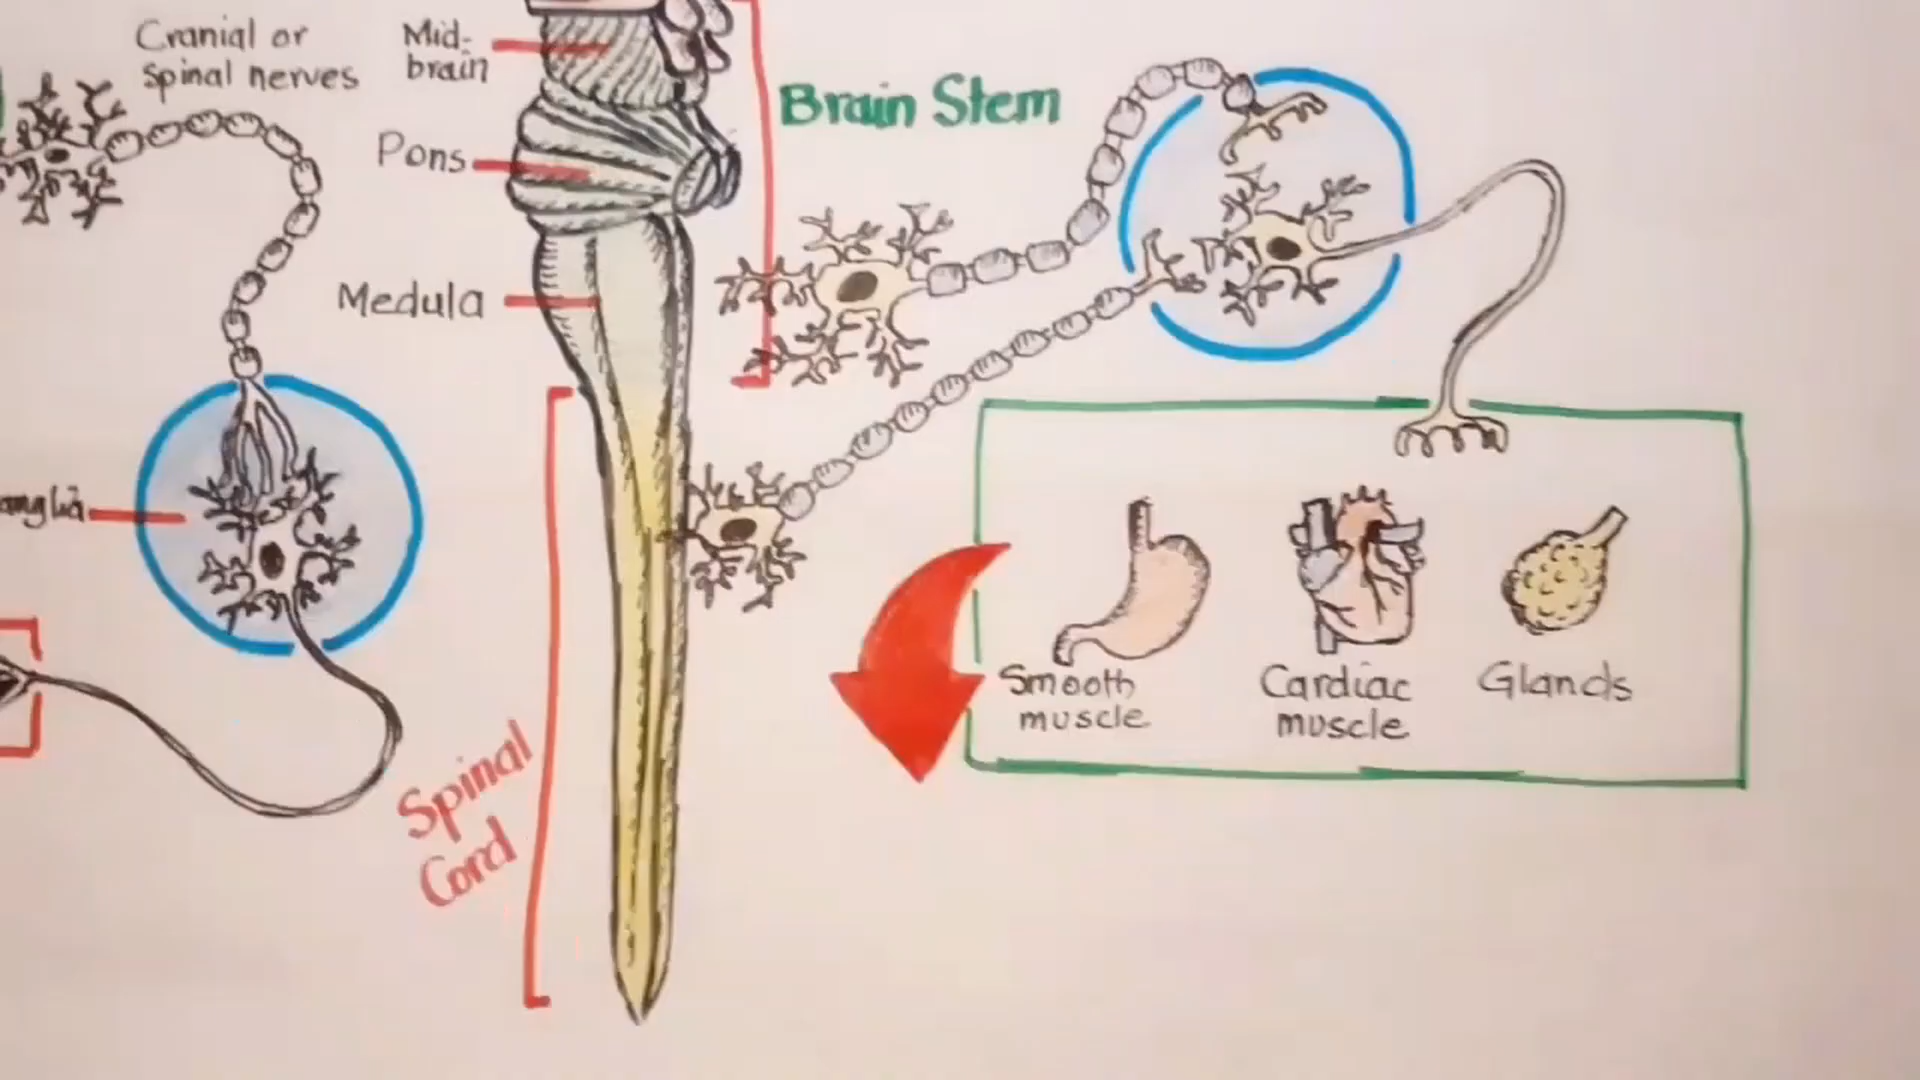 Cranial or
spinal nerves
Mid-
brain
Brain Stem
Pons
Medula
Spinal
Cord
Smooth
muscle
Cardiac
muscle
Glands